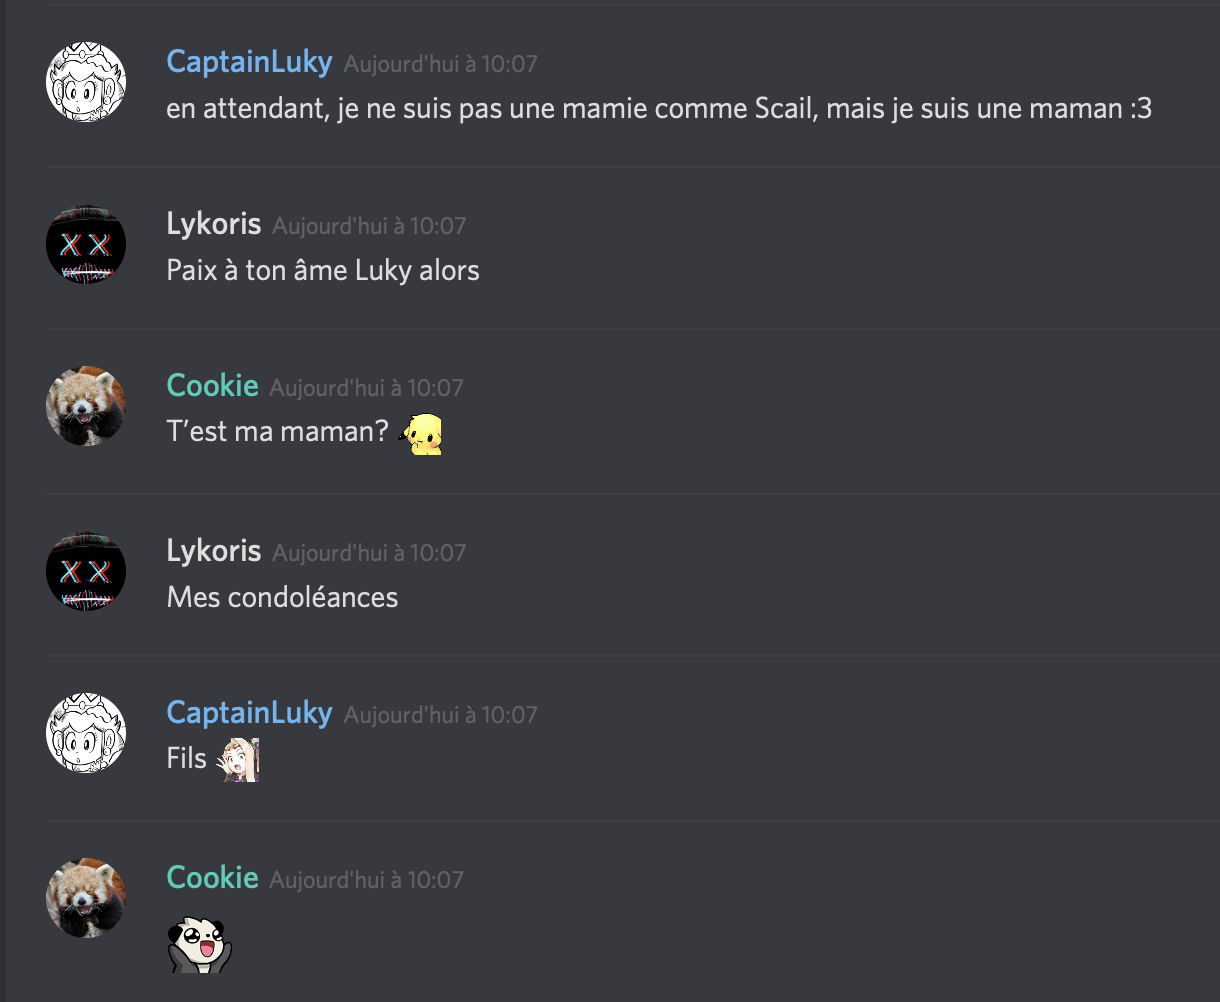 CaptainLuky Aujourd'hui à 10:07
en attendant, je ne suis pas une mamie comme Scail, mais je suis une maman :3
Lykoris Aujourd'hui à 10:07
Paix à ton âme Luky alors
Cookie Aujourd'hui à 10:07
T’est ma maman?
Lykoris Aujourd'hui à 10:07
Mes condoléances
CaptainLuky Aujourd'hui à 10:07
Fils
Cookie Aujourd'hui à 10:07